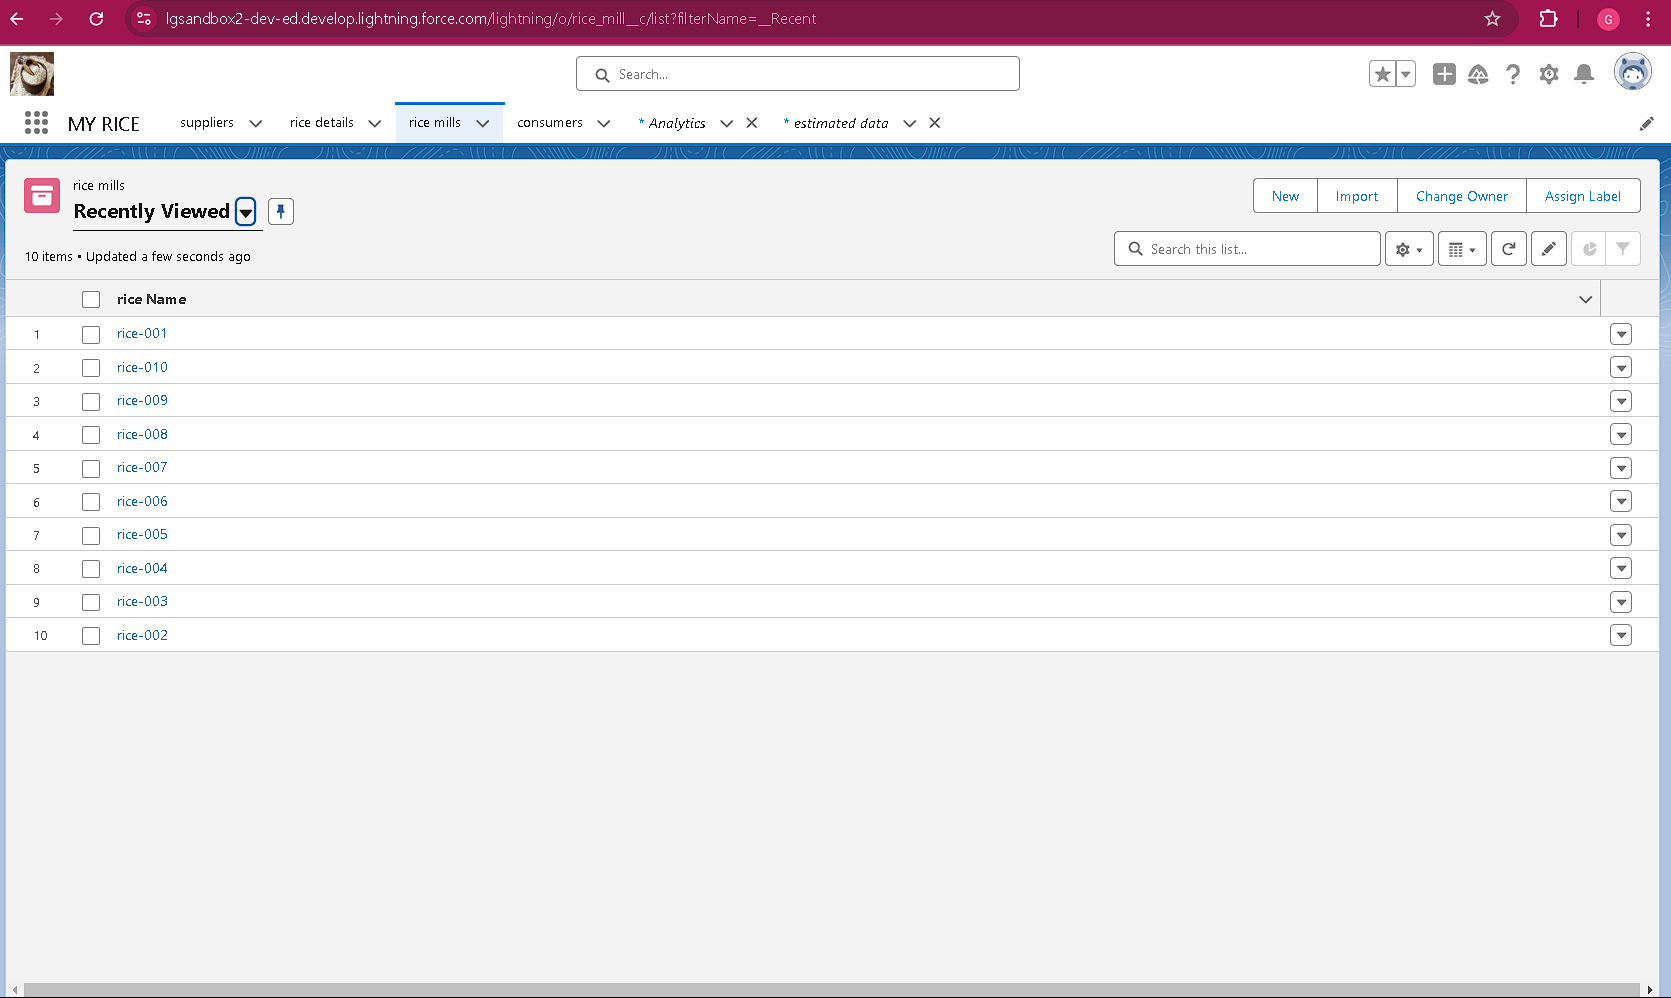 lgsandbox2-dev-ed.develop.lightning.force.com/lightning/o/rice_mill__c/list?filterName=__Recent
G
Search...
MY RICE
suppliers
rice details
rice mills
consumers
* Analytics
* estimated data
rice mills
Recently Viewed
New
Import
Change Owner
Assign Label
10 items • Updated a few seconds ago
Search this list...
rice Name
1 rice-001
2 rice-010
3 rice-009
4 rice-008
5 rice-007
6 rice-006
7 rice-005
8 rice-004
9 rice-003
10 rice-002